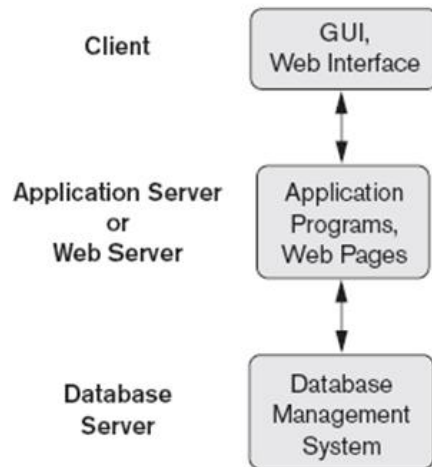 Client
GUI,
Web Interface
Application Server
or
Web Server
Application
Programs,
Web Pages
Database
Server
Database
Management
System